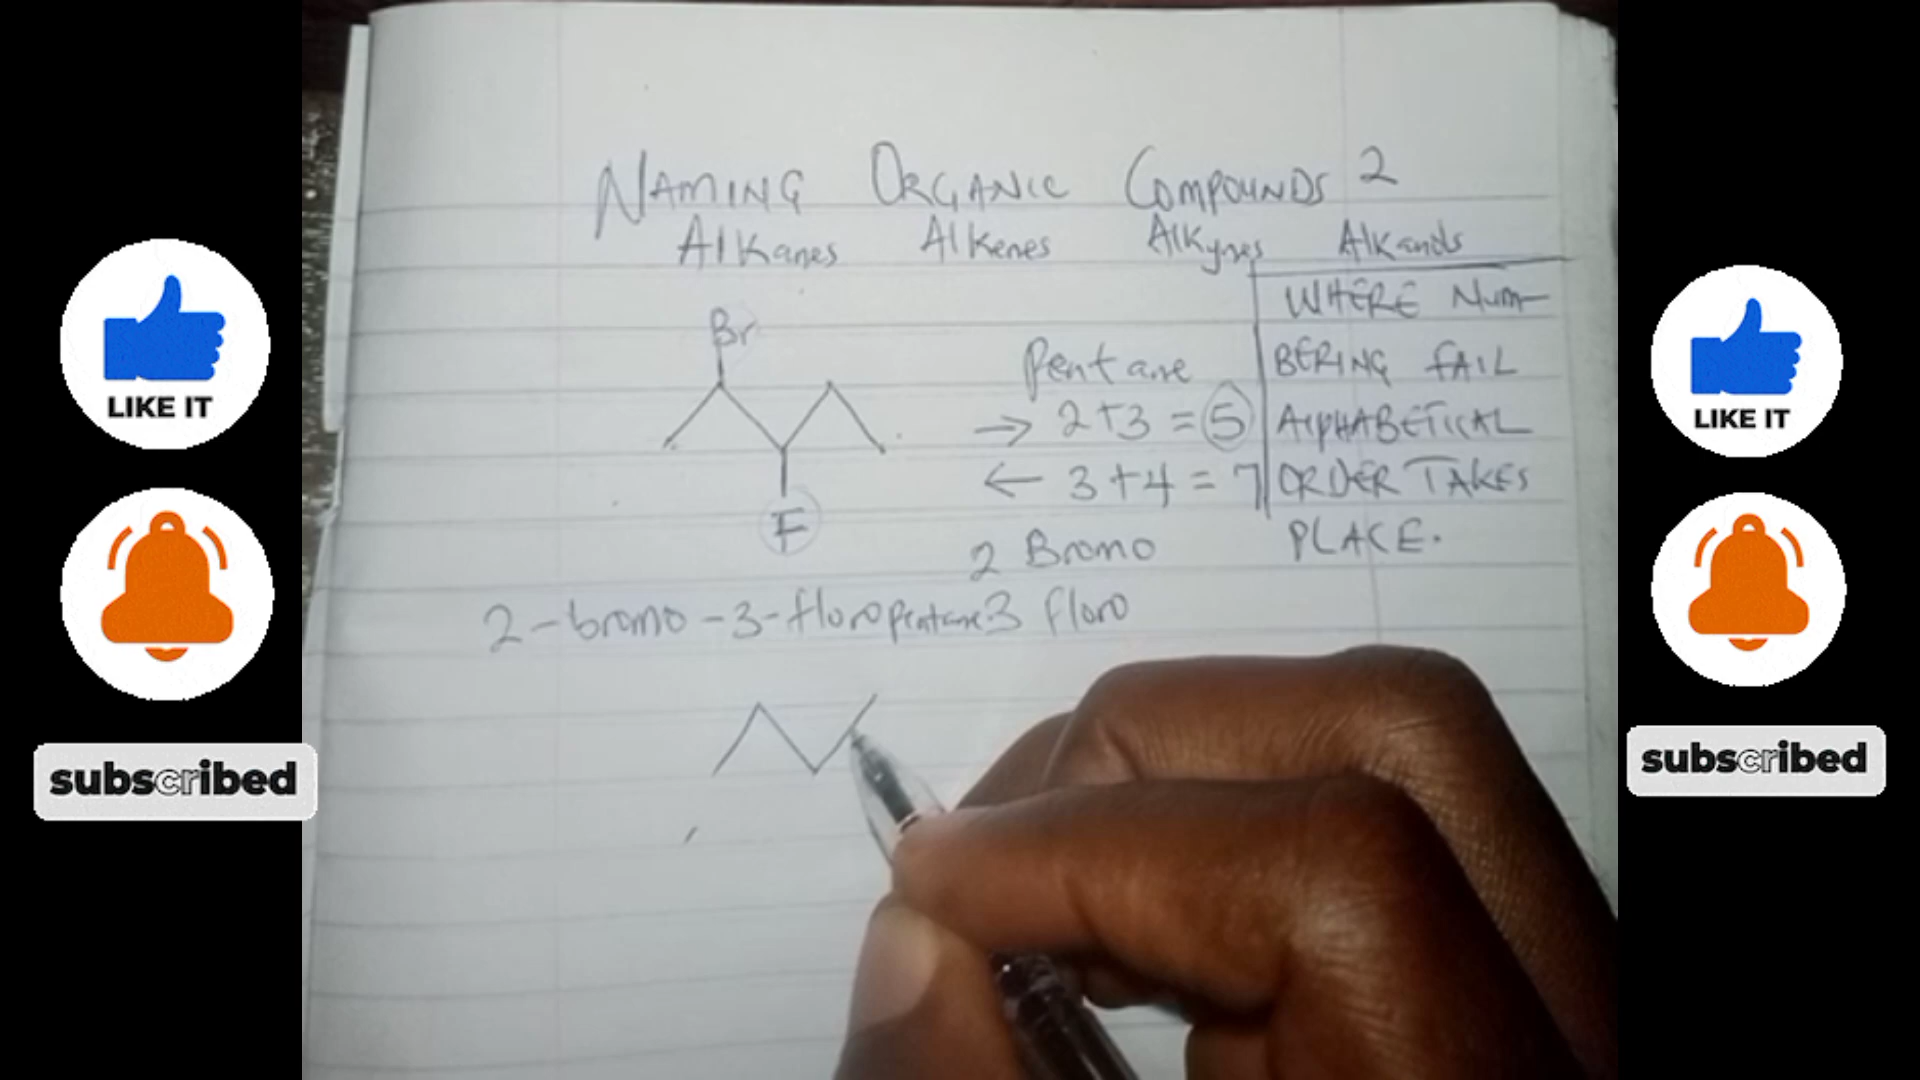 NAMING ORGANIC COMPOUNDS 2
Alkanes Alkenes Alkynes Alkanols
WHERE NUM-
BERING FAIL
ALPHABETICAL
ORDER TAKES
PLACE.
Br
F
Pentane
→ 2+3 = 5
← 3+4 = 7
2 Bromo
3 floro
2-bromo-3-floropentane
LIKE IT
subscribed
LIKE IT
subscribed